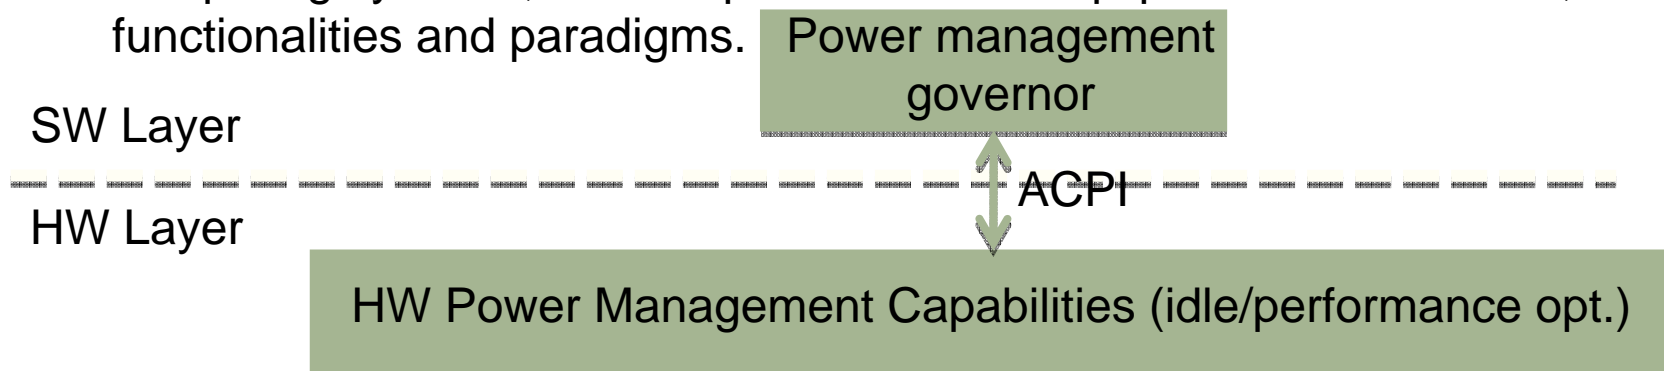 functionalities and paradigms.
Power management
governor
SW Layer
ACPI
HW Layer
HW Power Management Capabilities (idle/performance opt.)